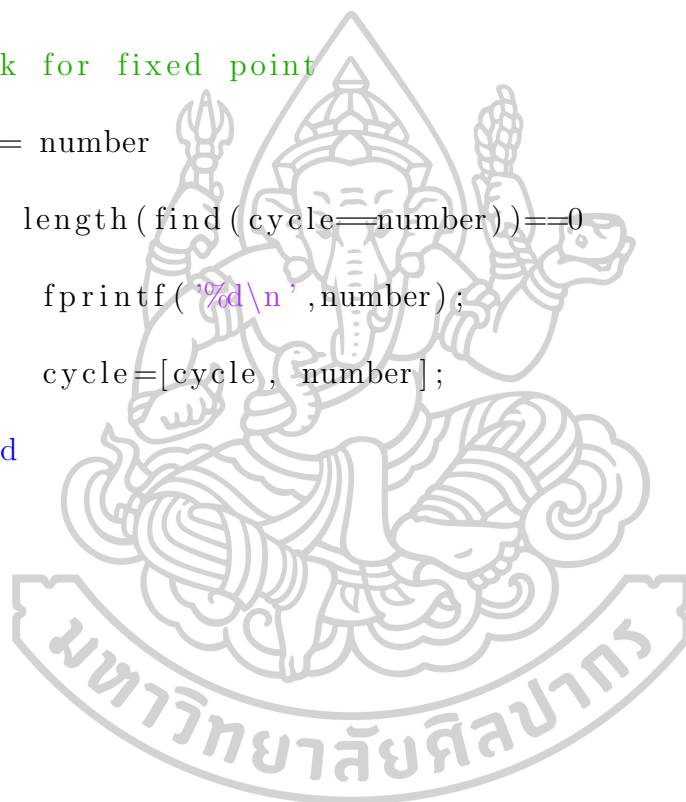 k for fixed point
= number
length(find(cycle==number))==0
fprintf('%d\n',number);
cycle=[cycle, number];
d
มหาวิทยาลัยศิลปากร